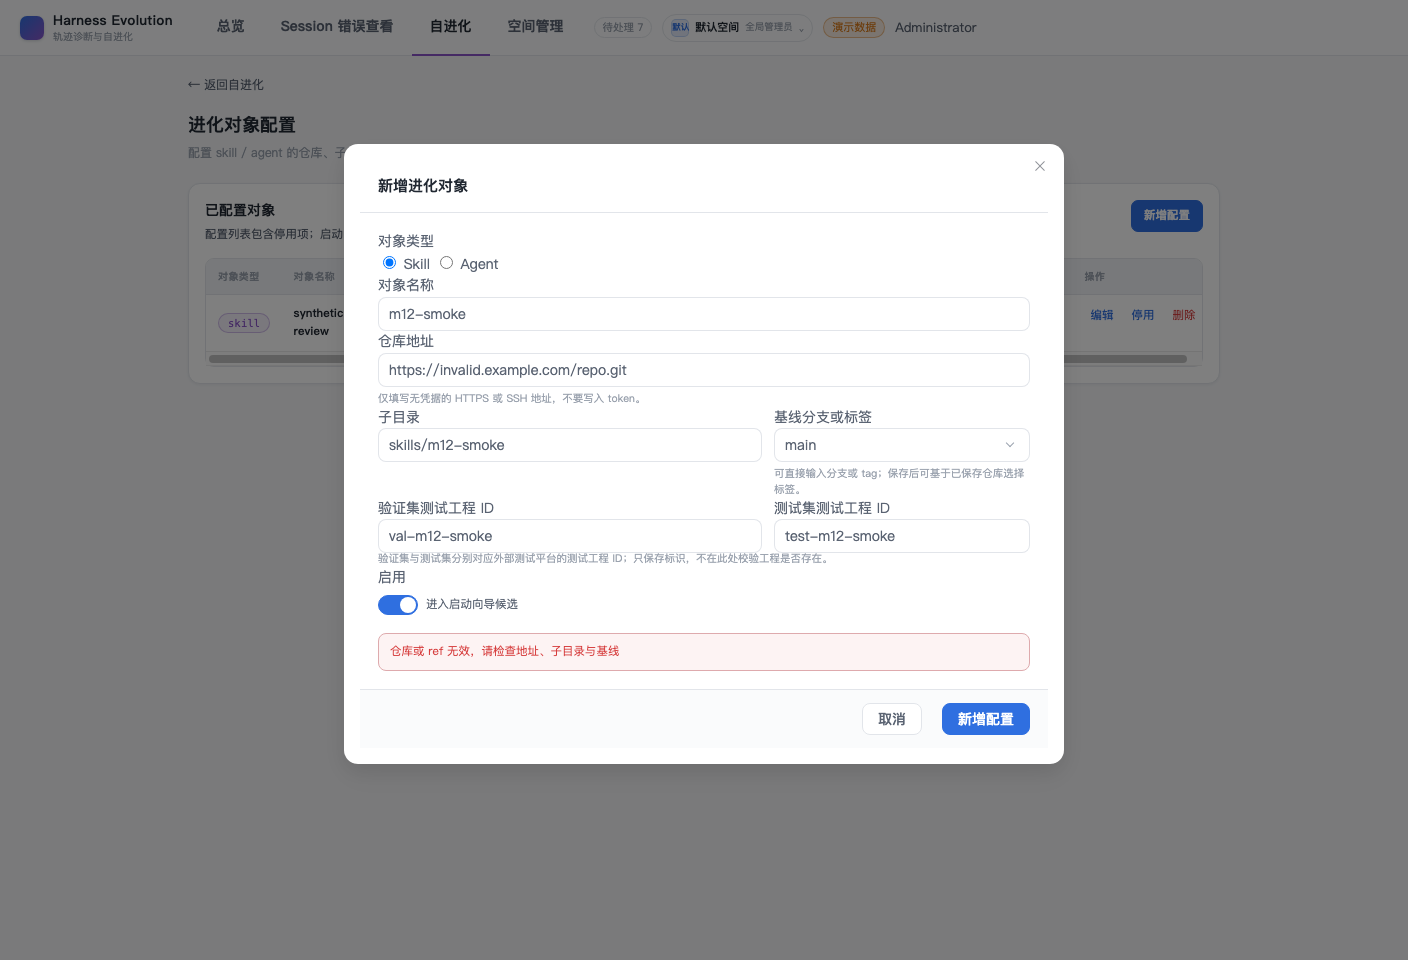 Harness Evolution
轨迹诊断与自进化
总览
Session 错误查看
自进化
空间管理
待处理 7
默认
默认空间
全局管理员
演示数据
Administrator
← 返回自进化
进化对象配置
配置 skill / agent 的仓库、子
已配置对象
配置列表包含停用项；启动
新增配置
对象类型
对象名称
操作
skill
synthetic
review
编辑
停用
删除
新增进化对象
对象类型
Skill
Agent
对象名称
m12-smoke
仓库地址
https://invalid.example.com/repo.git
仅填写无凭据的 HTTPS 或 SSH 地址，不要写入 token。
子目录
基线分支或标签
skills/m12-smoke
main
可直接输入分支或 tag；保存后可基于已保存仓库选择
标签。
验证集测试工程 ID
测试集测试工程 ID
val-m12-smoke
test-m12-smoke
验证集与测试集分别对应外部测试平台的测试工程 ID；只保存标识，不在此处校验工程是否存在。
启用
进入启动向导候选
仓库或 ref 无效，请检查地址、子目录与基线
取消
新增配置